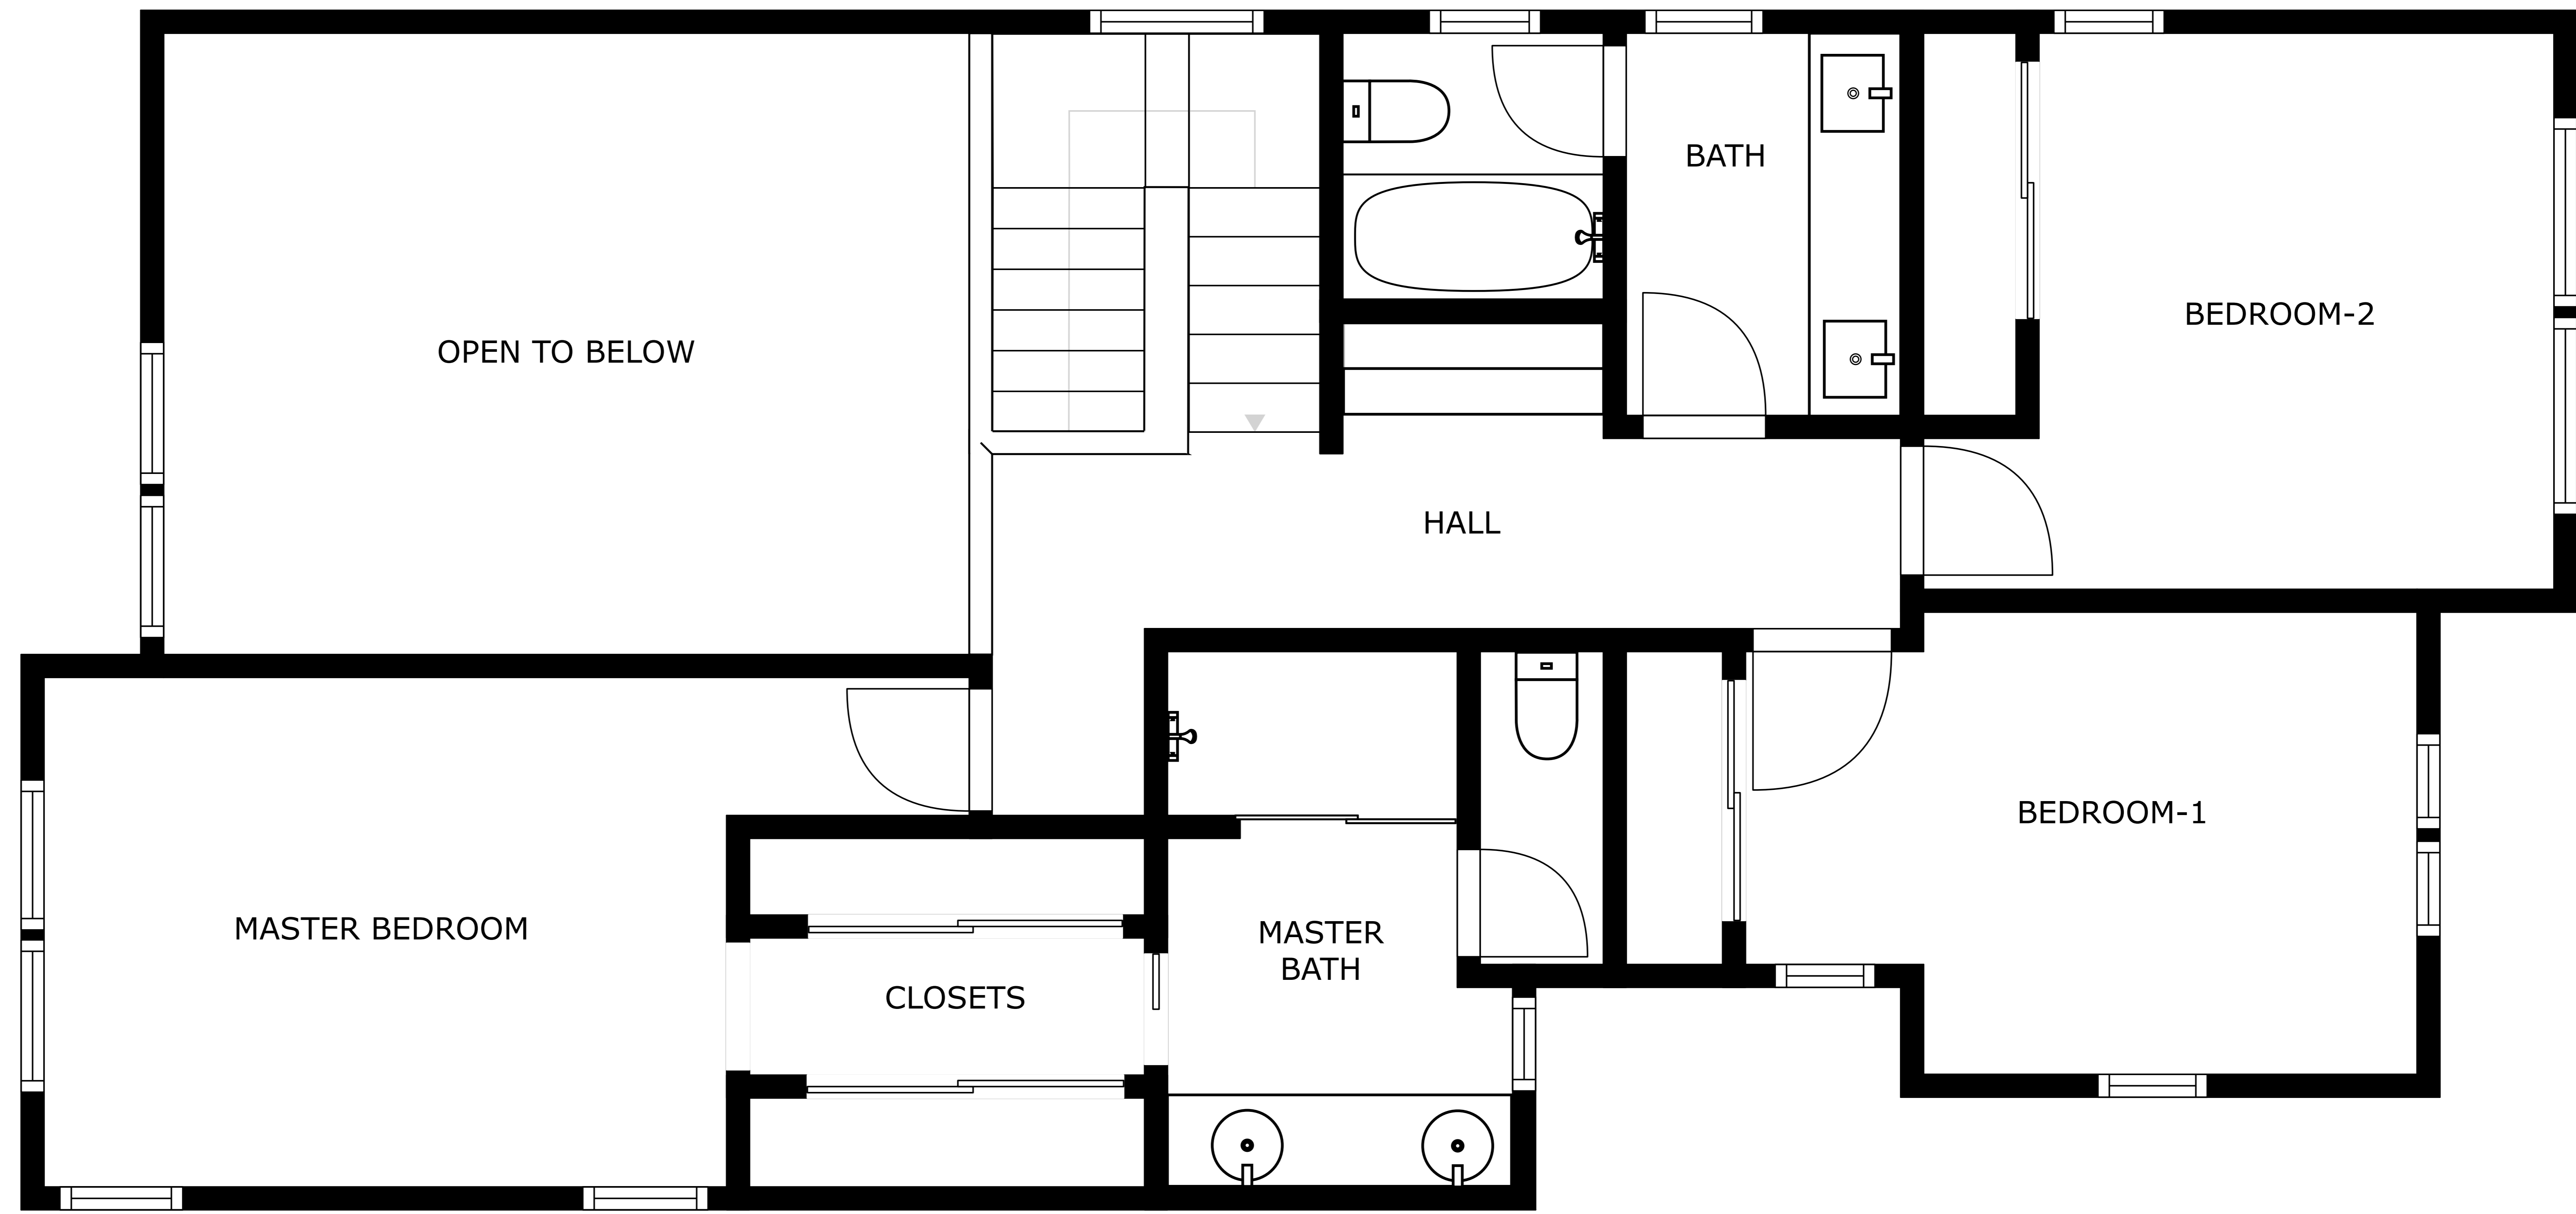 BATH
BEDROOM-2
OPEN TO BELOW
HALL
BEDROOM-1
MASTER BEDROOM
MASTER
BATH
CLOSETS